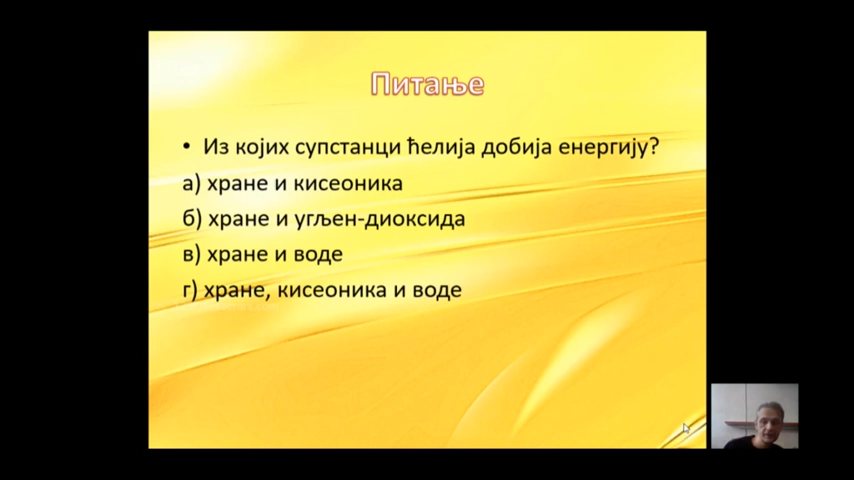 Питање
• Из којих супстанци ћелија добија енергију?
а) хране и кисеоника
б) хране и угљен-диоксида
в) хране и воде
г) хране, кисеоника и воде